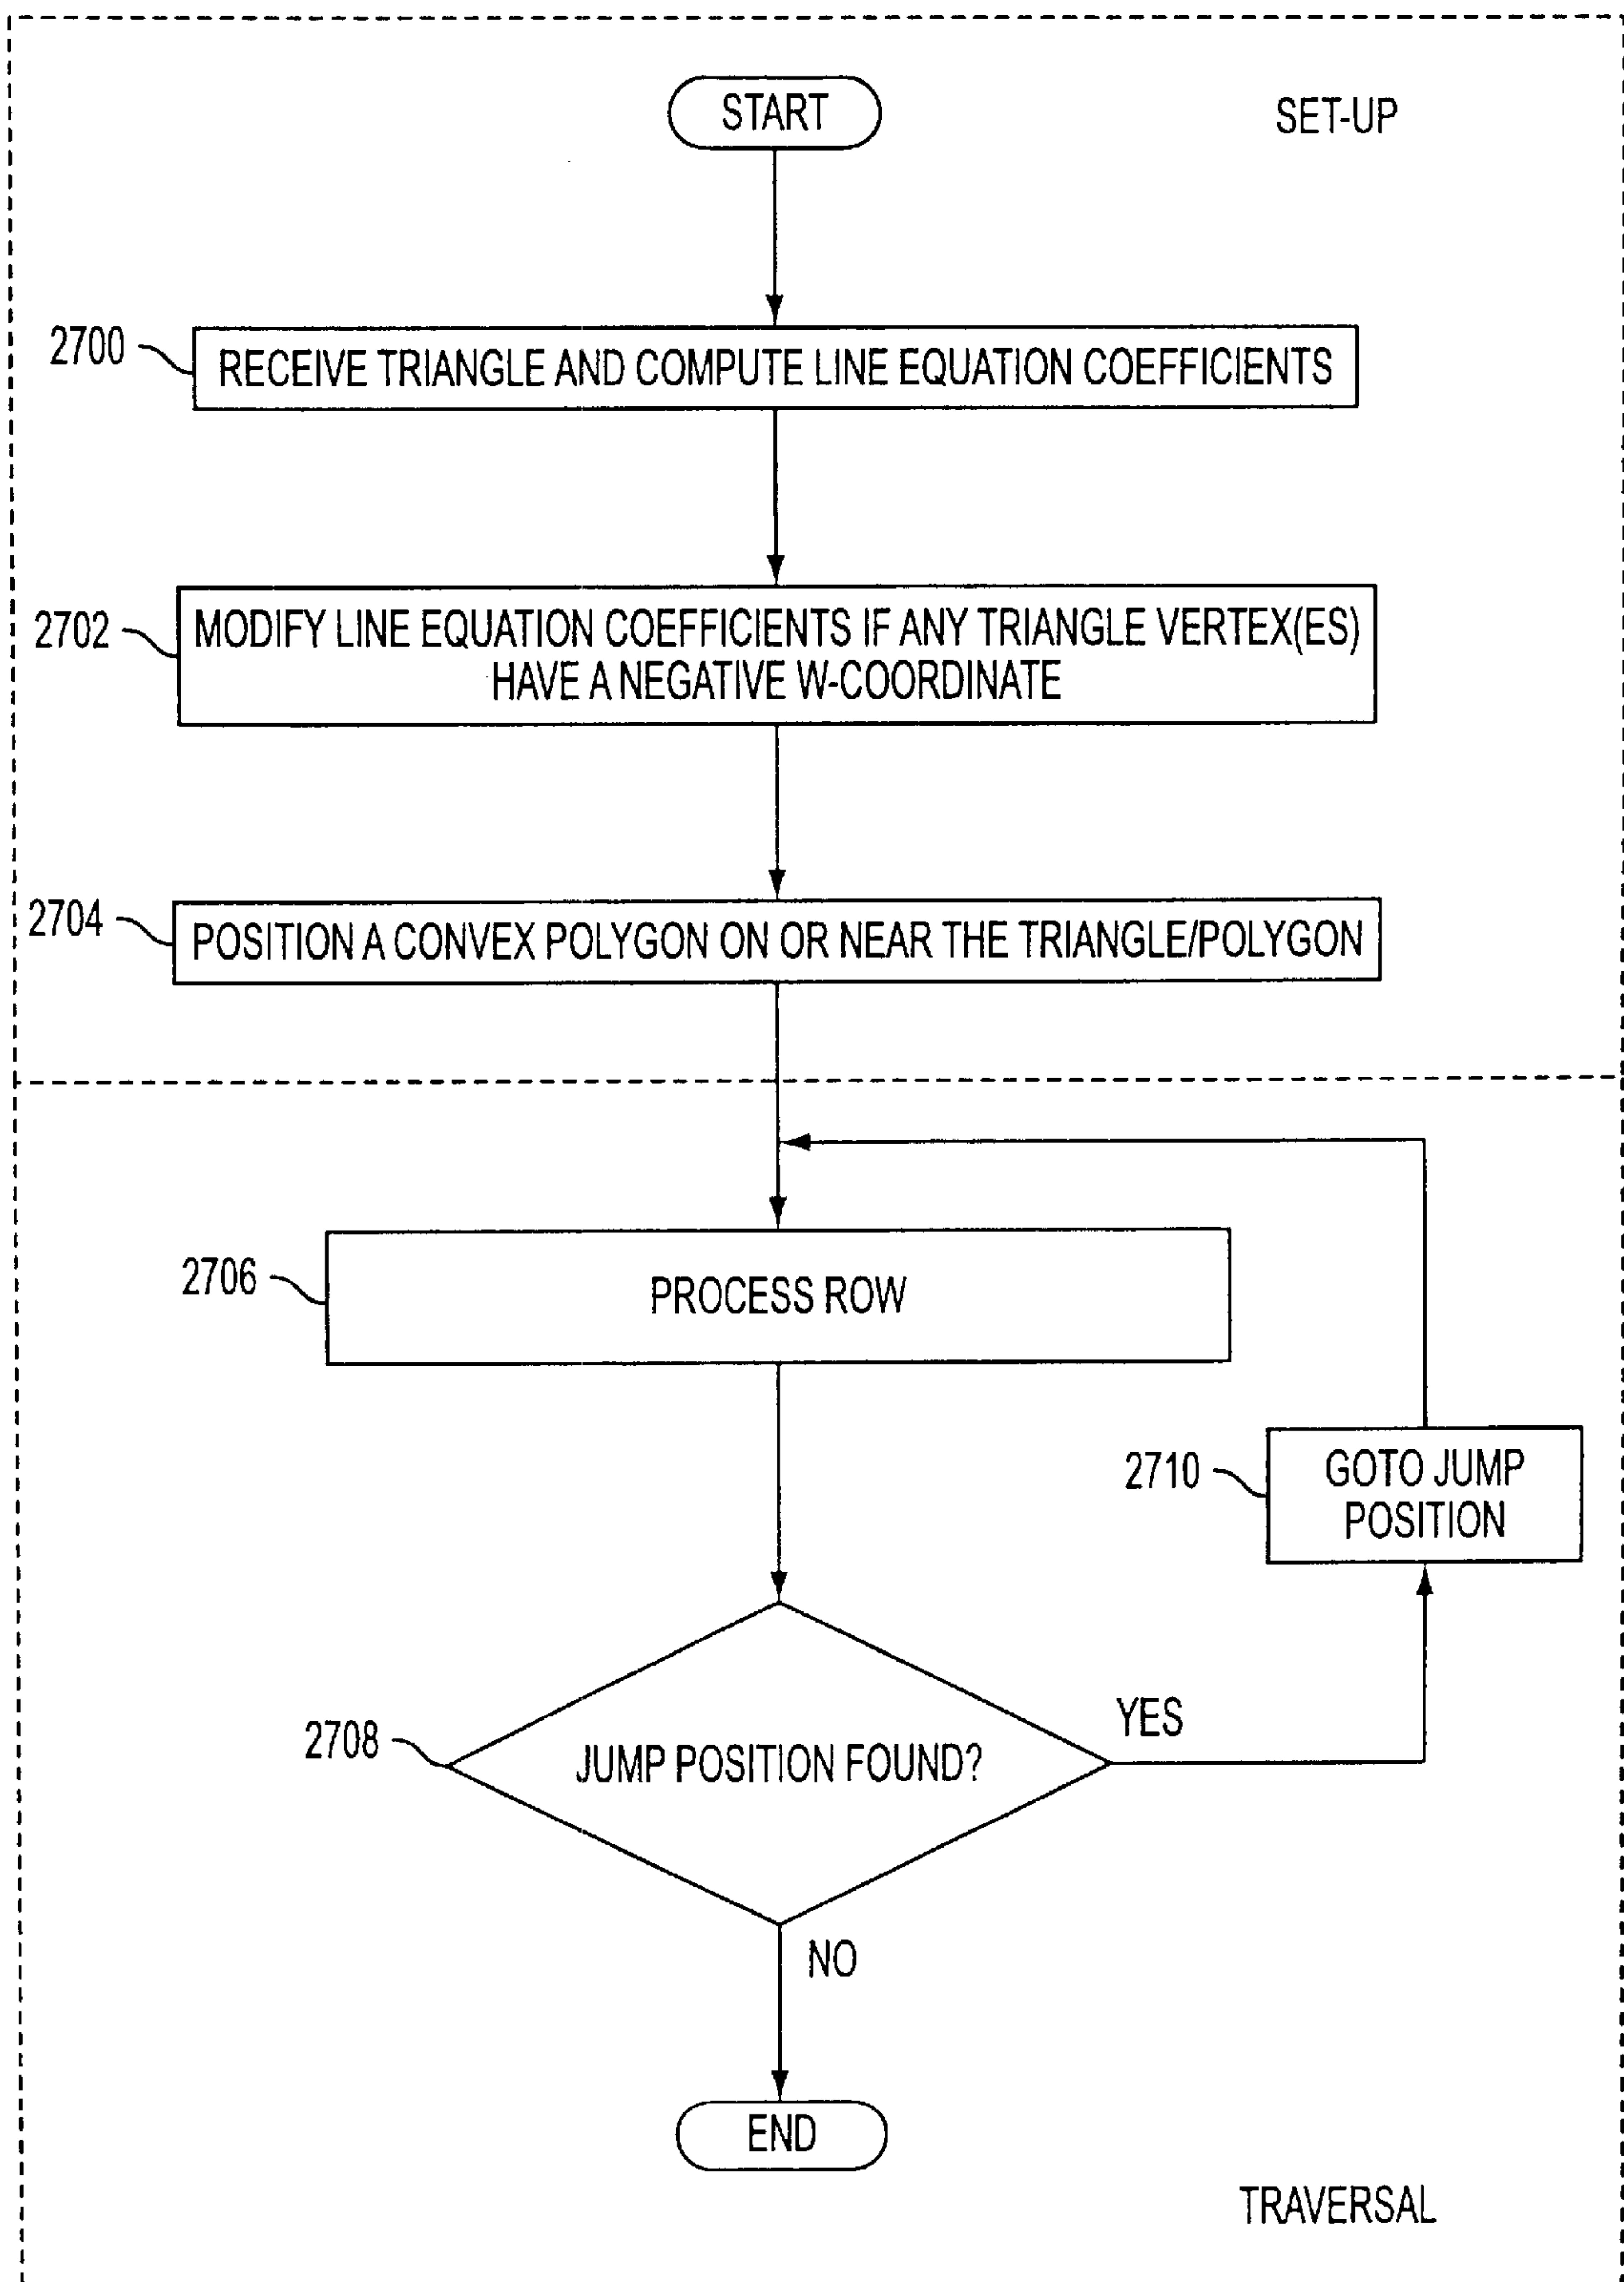 START
SET-UP
2700
RECEIVE TRIANGLE AND COMPUTE LINE EQUATION COEFFICIENTS
2702
MODIFY LINE EQUATION COEFFICIENTS IF ANY TRIANGLE VERTEX(ES)
HAVE A NEGATIVE W-COORDINATE
2704
POSITION A CONVEX POLYGON ON OR NEAR THE TRIANGLE/POLYGON
2706
PROCESS ROW
2710
GOTO JUMP
POSITION
2708
JUMP POSITION FOUND?
YES
NO
END
TRAVERSAL